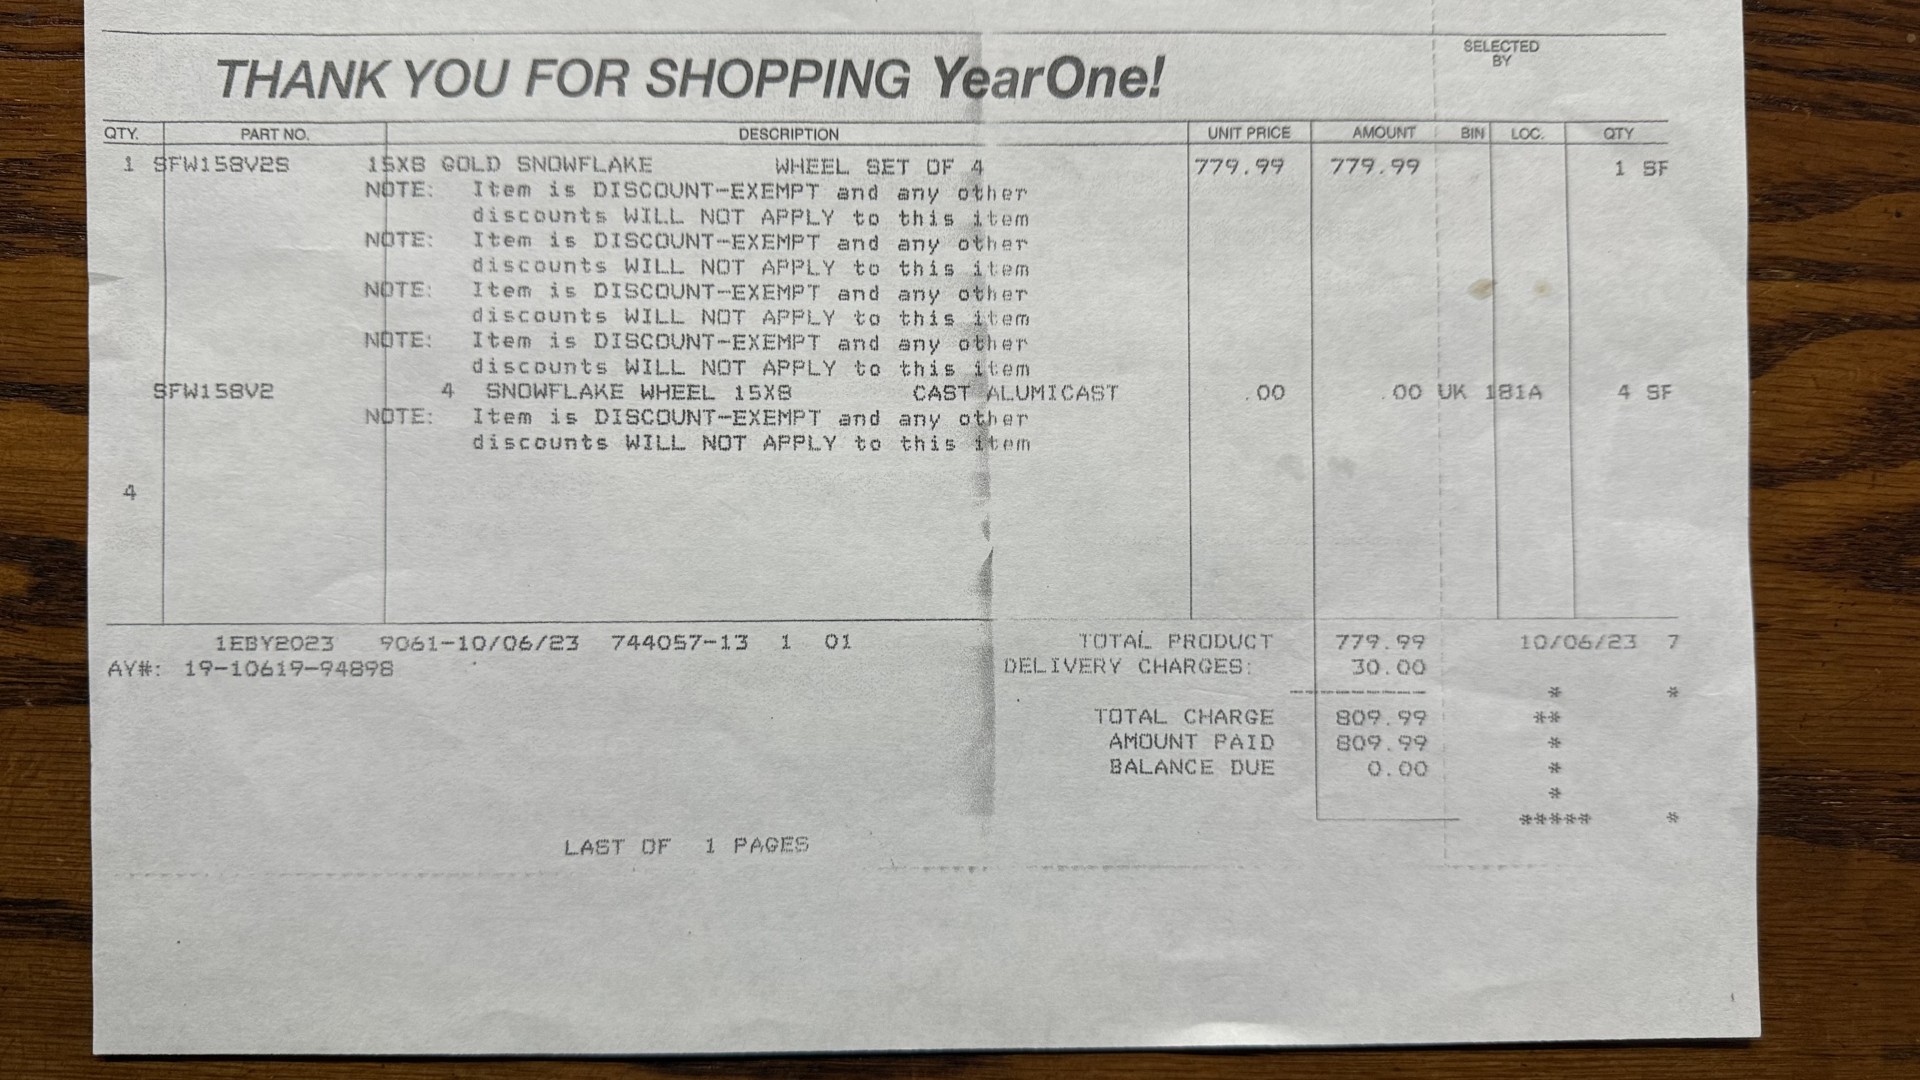 SELECTED
BY
THANK YOU FOR SHOPPING YearOne!
QTY. PART NO. DESCRIPTION UNIT PRICE AMOUNT BIN LOC. QTY
1 SFW158V2S 15X8 GOLD SNOWFLAKE WHEEL SET OF 4 779.99 779.99 1 SF
NOTE: Item is DISCOUNT-EXEMPT and any other
discounts WILL NOT APPLY to this item
NOTE: Item is DISCOUNT-EXEMPT and any other
discounts WILL NOT APPLY to this item
NOTE: Item is DISCOUNT-EXEMPT and any other
discounts WILL NOT APPLY to this item
NOTE: Item is DISCOUNT-EXEMPT and any other
discounts WILL NOT APPLY to this item
SFW158V2 4 SNOWFLAKE WHEEL 15X8 CAST ALUMICAST .00 .00 UK 181A 4 SF
NOTE: Item is DISCOUNT-EXEMPT and any other
discounts WILL NOT APPLY to this item
4
1EBY2023 9061-10/06/23 744057-13 1 01 TOTAL PRODUCT 779.99 10/06/23 7
AY#: 19-10619-94898 DELIVERY CHARGES: 30.00
* *
TOTAL CHARGE 809.99 **
AMOUNT PAID 809.99 *
BALANCE DUE 0.00 *
*
***** *
LAST OF 1 PAGES